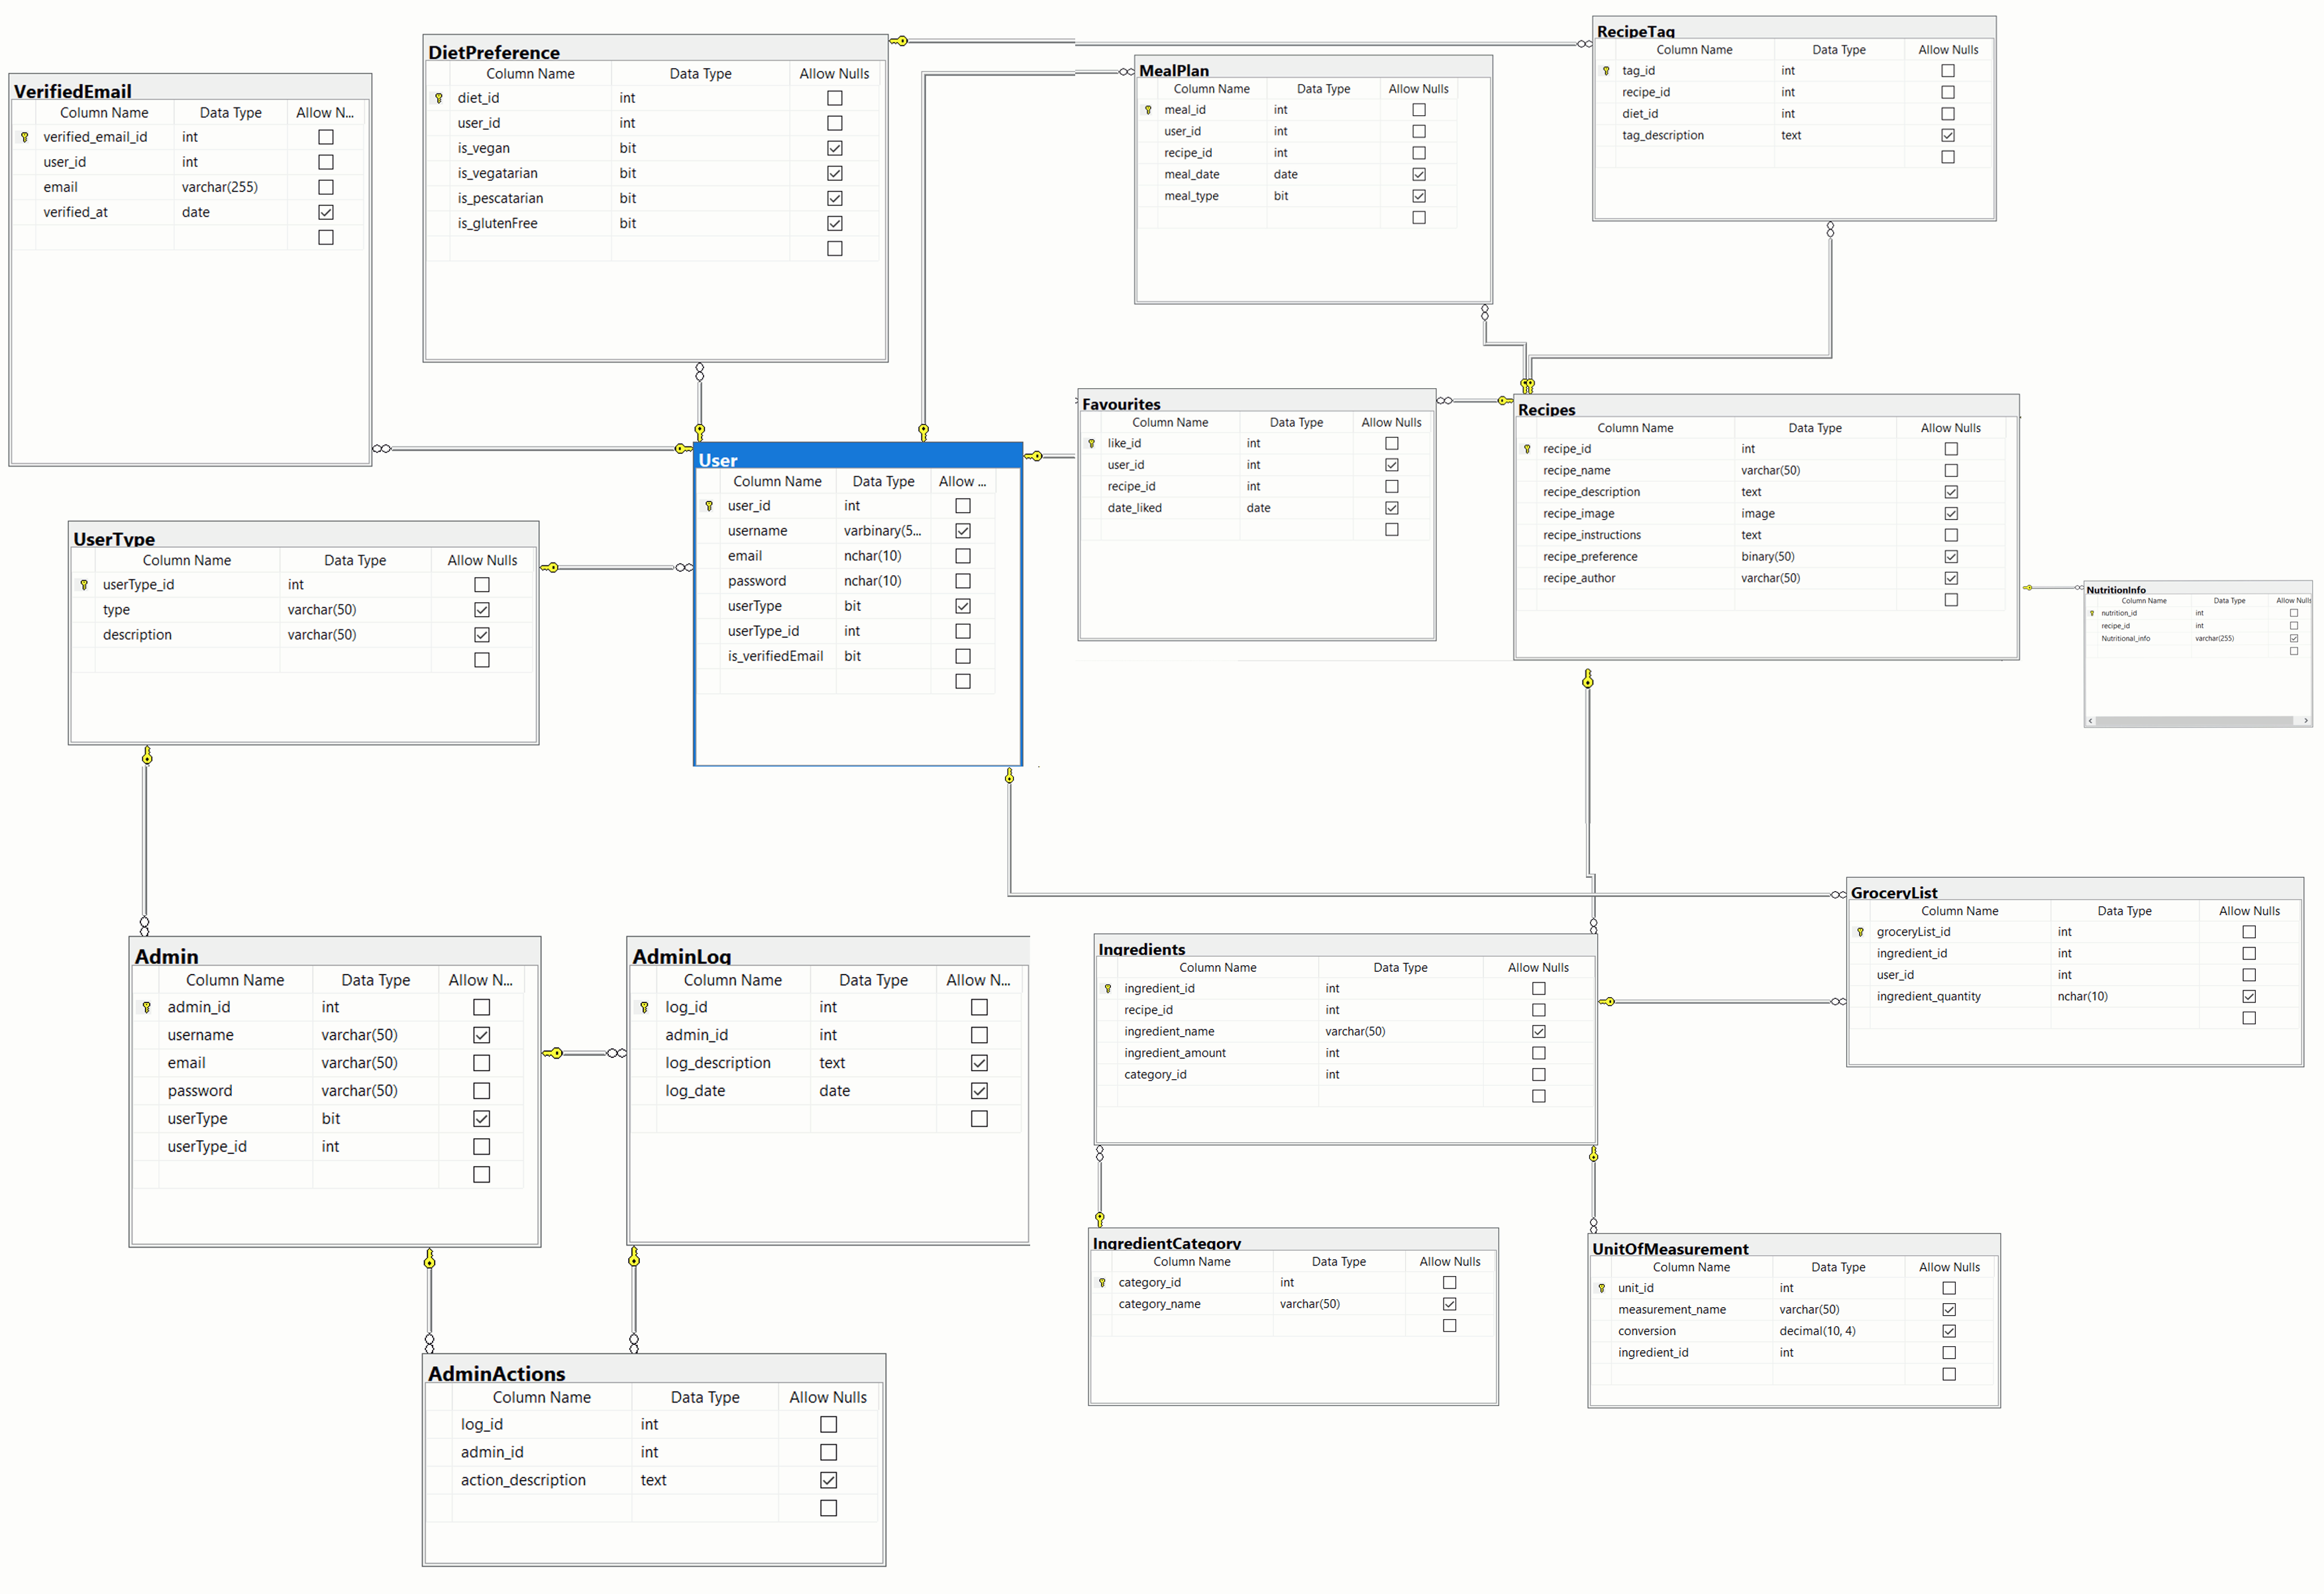 VerifiedEmail
Column Name Data Type Allow N...
verified_email_id int
user_id int
email varchar(255)
verified_at date
DietPreference
Column Name Data Type Allow Nulls
diet_id int
user_id int
is_vegan bit
is_vegatarian bit
is_pescatarian bit
is_glutenFree bit
MealPlan
Column Name Data Type Allow Nulls
meal_id int
user_id int
recipe_id int
meal_date date
meal_type bit
RecipeTag
Column Name Data Type Allow Nulls
tag_id int
recipe_id int
diet_id int
tag_description text
UserType
Column Name Data Type Allow Nulls
userType_id int
type varchar(50)
description varchar(50)
User
Column Name Data Type Allow ...
user_id int
username varbinary(5...
email nchar(10)
password nchar(10)
userType bit
userType_id int
is_verifiedEmail bit
Favourites
Column Name Data Type Allow Nulls
like_id int
user_id int
recipe_id int
date_liked date
Recipes
Column Name Data Type Allow Nulls
recipe_id int
recipe_name varchar(50)
recipe_description text
recipe_image image
recipe_instructions text
recipe_preference binary(50)
recipe_author varchar(50)
NutritionInfo
Column Name Data Type Allow Nulls
nutrition_id int
recipe_id int
Nutritional_info varchar(255)
Admin
Column Name Data Type Allow N...
admin_id int
username varchar(50)
email varchar(50)
password varchar(50)
userType bit
userType_id int
AdminLog
Column Name Data Type Allow N...
log_id int
admin_id int
log_description text
log_date date
Ingredients
Column Name Data Type Allow Nulls
ingredient_id int
recipe_id int
ingredient_name varchar(50)
ingredient_amount int
category_id int
GroceryList
Column Name Data Type Allow Nulls
groceryList_id int
ingredient_id int
user_id int
ingredient_quantity nchar(10)
AdminActions
Column Name Data Type Allow Nulls
log_id int
admin_id int
action_description text
IngredientCategory
Column Name Data Type Allow Nulls
category_id int
category_name varchar(50)
UnitOfMeasurement
Column Name Data Type Allow Nulls
unit_id int
measurement_name varchar(50)
conversion decimal(10, 4)
ingredient_id int